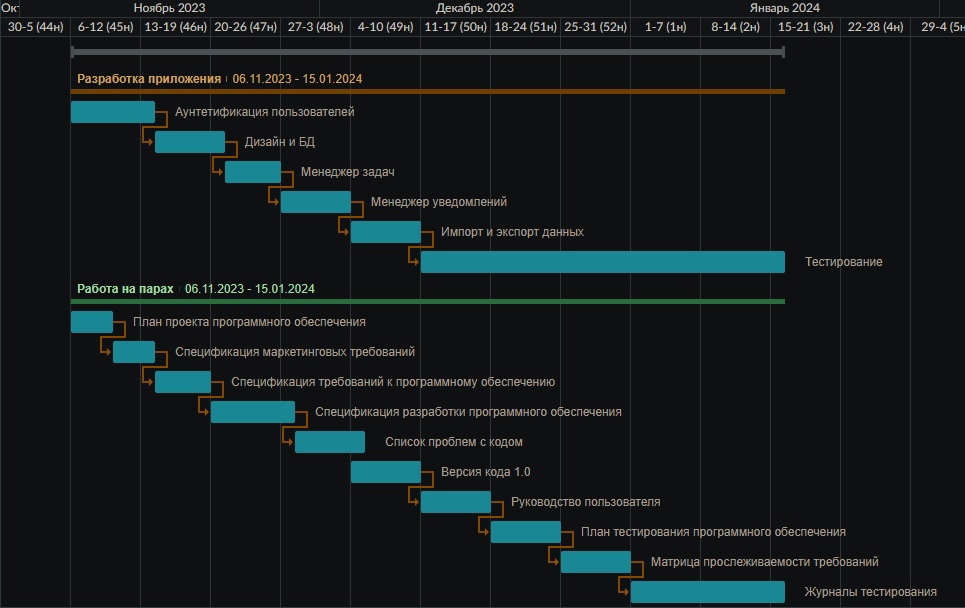 Ок Ноябрь 2023 Декабрь 2023 Январь 2024
30-5 (44н) 6-12 (45н) 13-19 (46н) 20-26 (47н) 27-3 (48н) 4-10 (49н) 11-17 (50н) 18-24 (51н) 25-31 (52н) 1-7 (1н) 8-14 (2н) 15-21 (3н) 22-28 (4н) 29-4 (5н
Разработка приложения 06.11.2023 - 15.01.2024
Аунтетификация пользователей
Дизайн и БД
Менеджер задач
Менеджер уведомлений
Импорт и экспорт данных
Тестирование
Работа на парах 06.11.2023 - 15.01.2024
План проекта программного обеспечения
Спецификация маркетинговых требований
Спецификация требований к программному обеспечению
Спецификация разработки программного обеспечения
Список проблем с кодом
Версия кода 1.0
Руководство пользователя
План тестирования программного обеспечения
Матрица прослеживаемости требований
Журналы тестирования